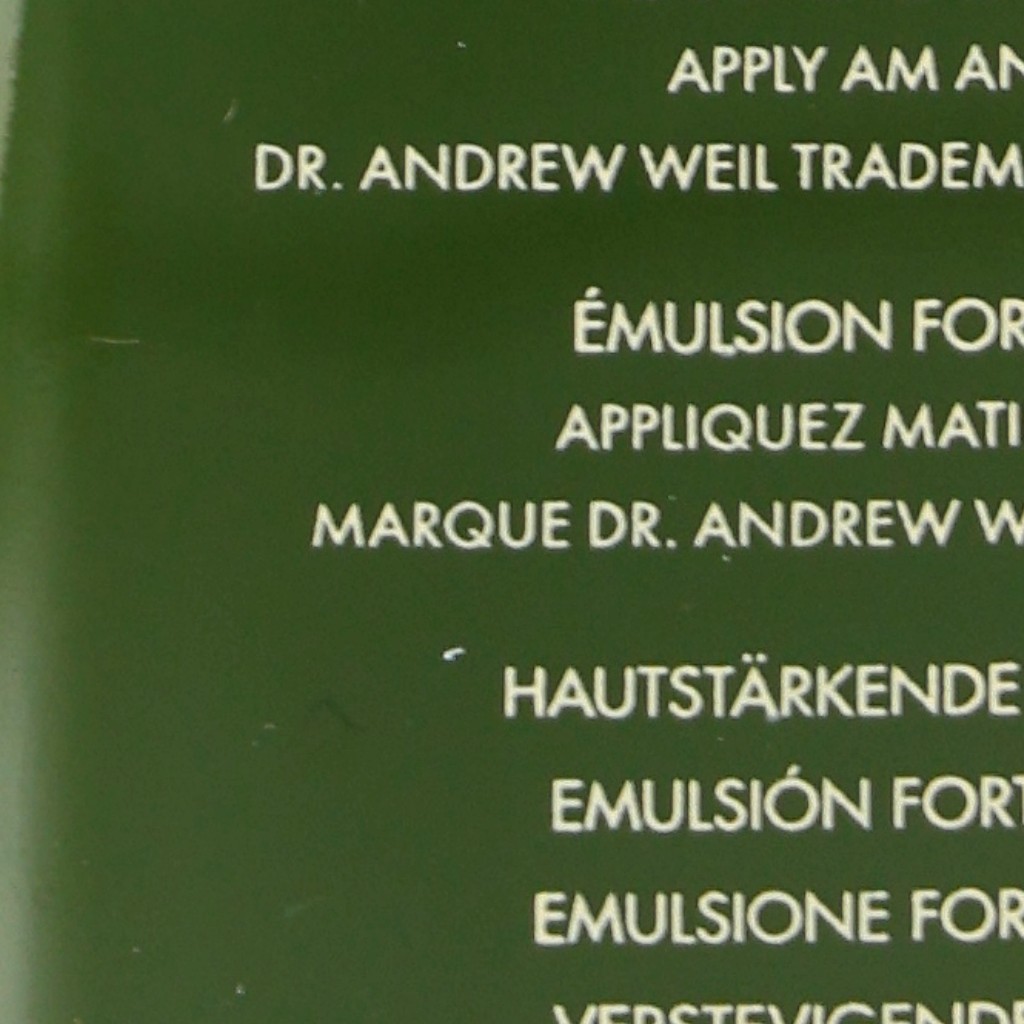 APPLY AM AN
DR. ANDREW WEIL TRADEM
ÉMULSION FOR
APPLIQUEZ MATI
MARQUE DR. ANDREW W
HAUTSTÄRKENDE
EMULSIÓN FORT
EMULSIONE FOR
VERSTEVIGENDE